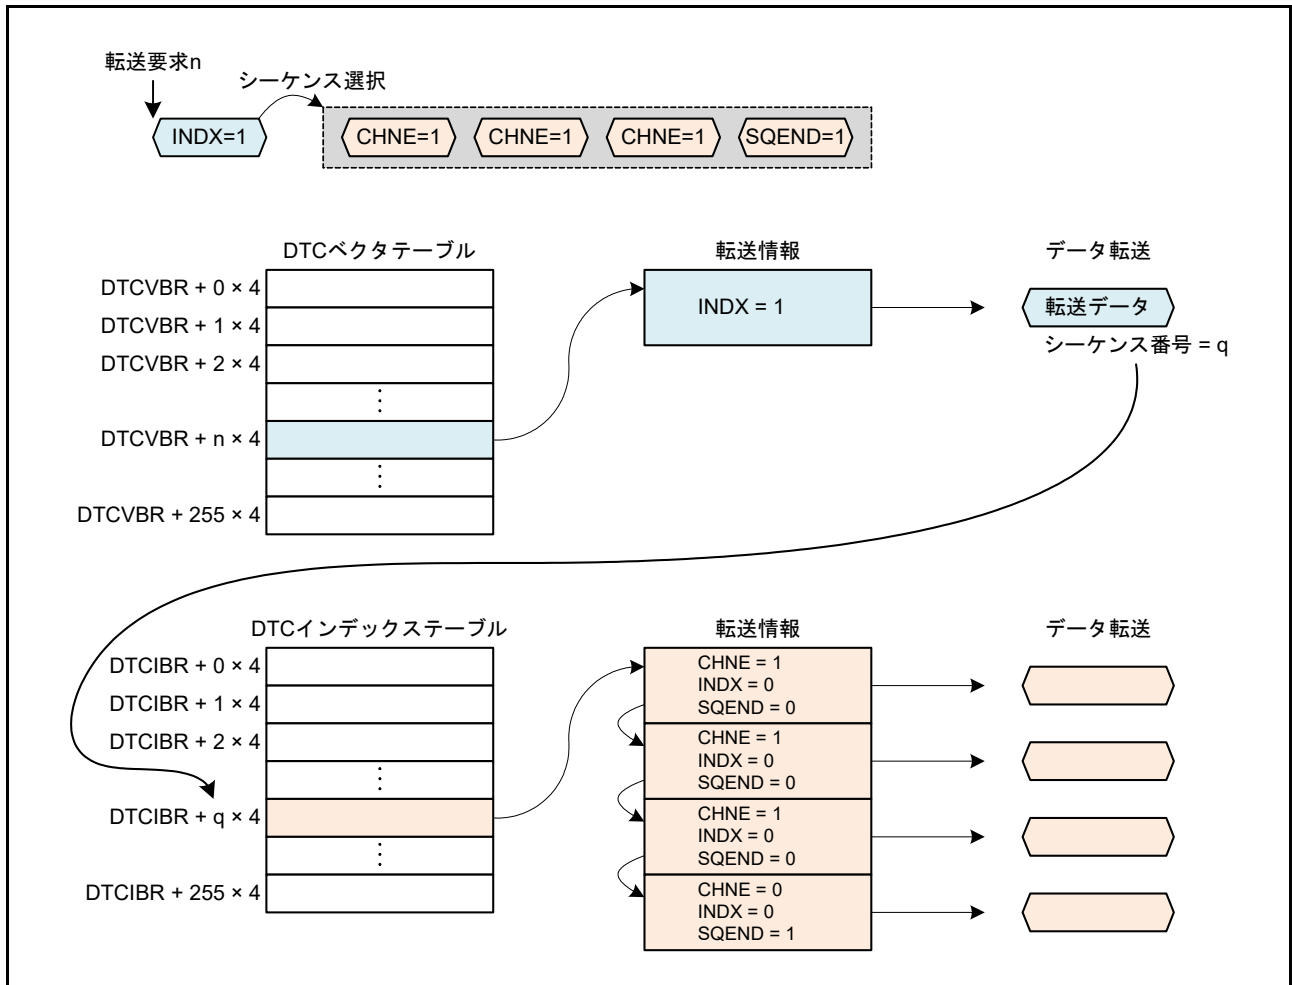 転送要求n
シーケンス選択
INDX=1
CHNE=1
CHNE=1
CHNE=1
SQEND=1
DTCベクタテーブル
転送情報
データ転送
DTCVBR + 0 × 4
DTCVBR + 1 × 4
DTCVBR + 2 × 4
⋮
DTCVBR + n × 4
⋮
DTCVBR + 255 × 4
INDX = 1
転送データ
シーケンス番号 = q
DTCインデックステーブル
転送情報
データ転送
DTCIBR + 0 × 4
DTCIBR + 1 × 4
DTCIBR + 2 × 4
⋮
DTCIBR + q × 4
⋮
DTCIBR + 255 × 4
CHNE = 1
INDX = 0
SQEND = 0
CHNE = 1
INDX = 0
SQEND = 0
CHNE = 1
INDX = 0
SQEND = 0
CHNE = 0
INDX = 0
SQEND = 1